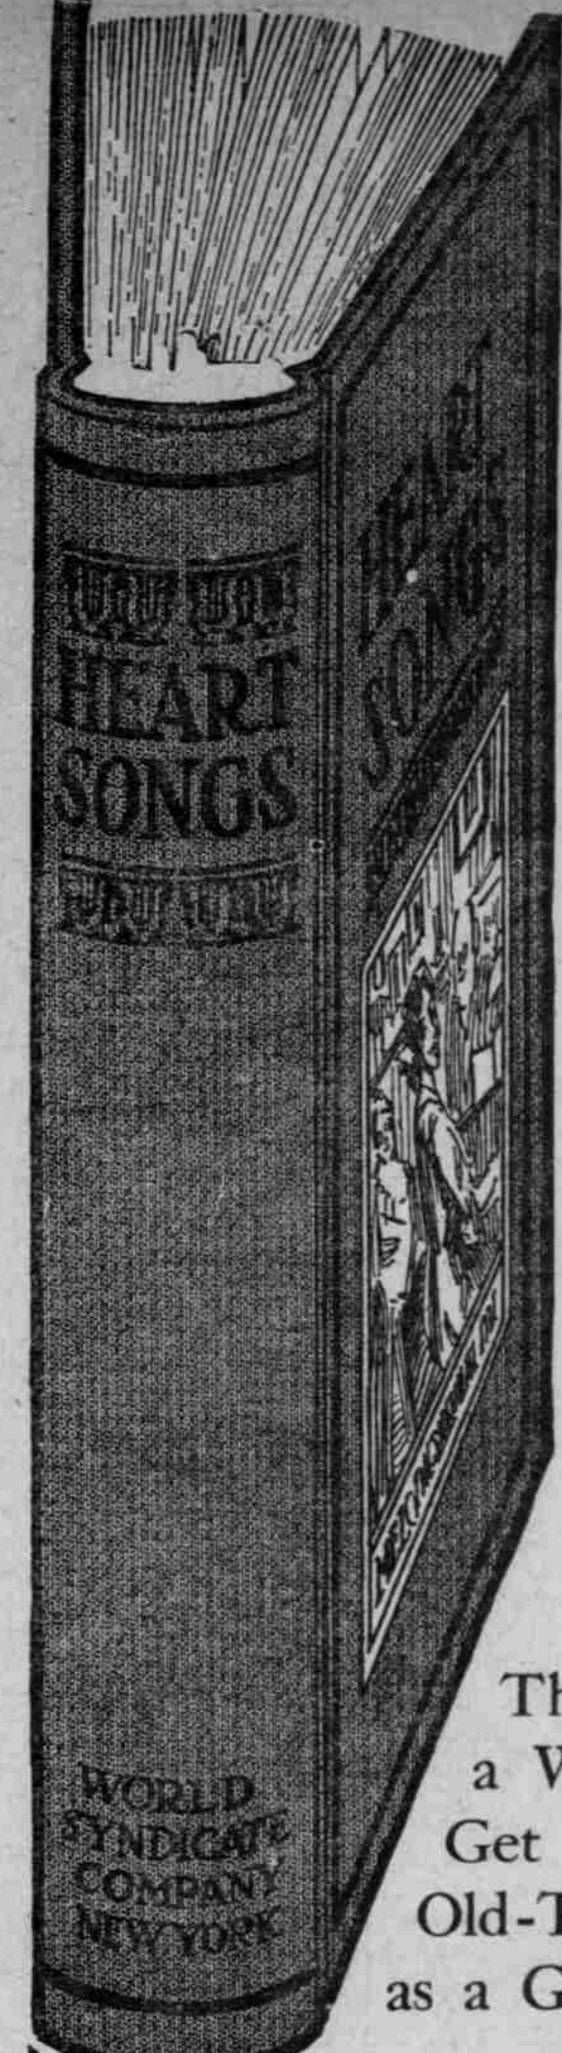 HEART
SONGS
WORLD
SYNDICATE
COMPANY
NEW YORK
HEART
SONGS
Th
a W
Get
Old-T
as a G